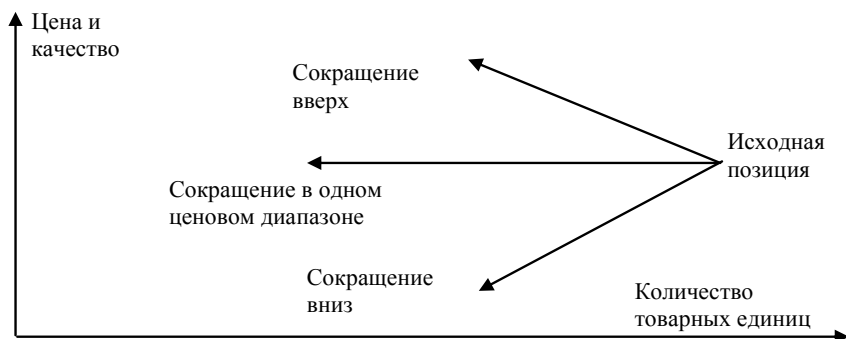 Цена и
качество
Сокращение
вверх
Исходная
позиция
Сокращение в одном
ценовом диапазоне
Сокращение
вниз
Количество
товарных единиц